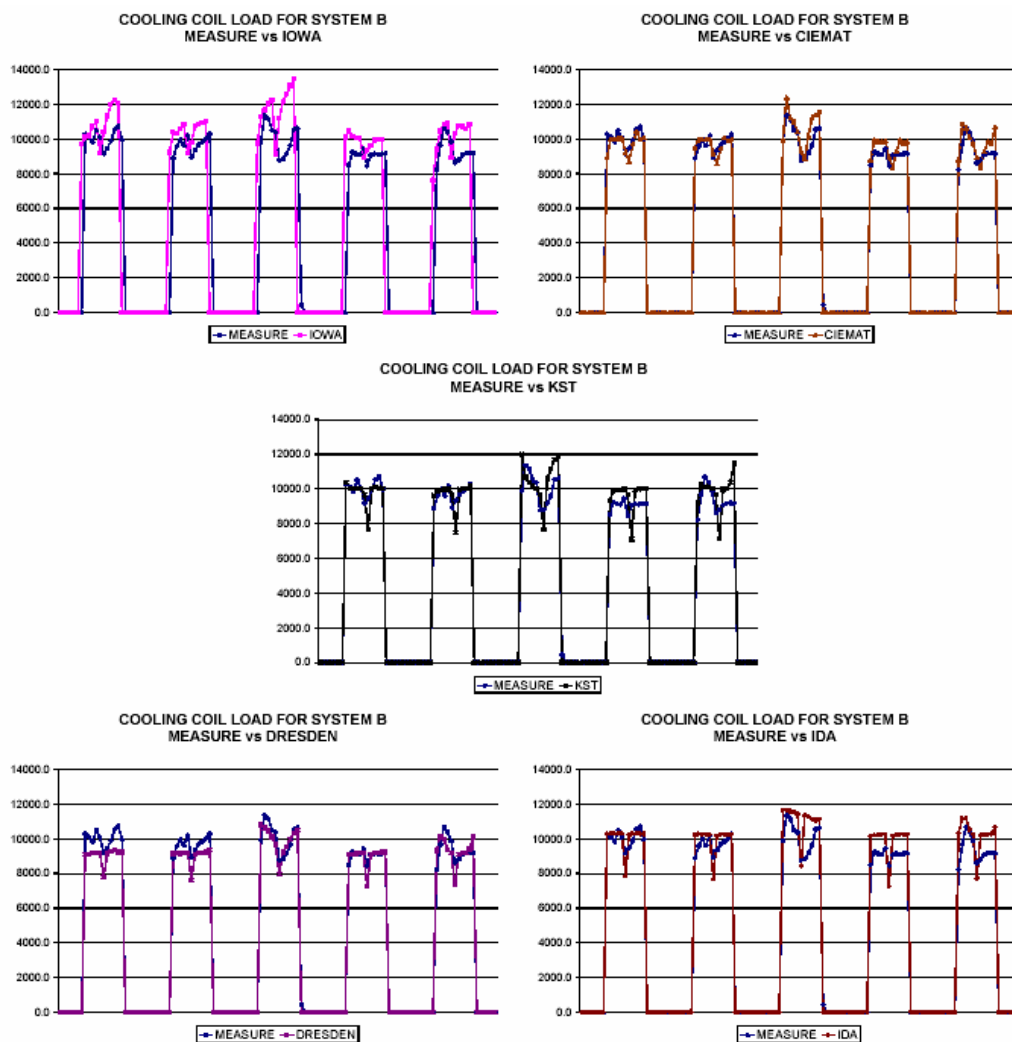 COOLING COIL LOAD FOR SYSTEM B
MEASURE vs IOWA
14000.0
12000.0
10000.0
8000.0
6000.0
4000.0
2000.0
0.0
MEASURE IOWA
COOLING COIL LOAD FOR SYSTEM B
MEASURE vs CIEMAT
14000.0
12000.0
10000.0
8000.0
6000.0
4000.0
2000.0
0.0
MEASURE CIEMAT
COOLING COIL LOAD FOR SYSTEM B
MEASURE vs KST
14000.0
12000.0
10000.0
8000.0
6000.0
4000.0
2000.0
0.0
MEASURE KST
COOLING COIL LOAD FOR SYSTEM B
MEASURE vs DRESDEN
14000.0
12000.0
10000.0
8000.0
6000.0
4000.0
2000.0
0.0
MEASURE DRESDEN
COOLING COIL LOAD FOR SYSTEM B
MEASURE vs IDA
14000.0
12000.0
10000.0
8000.0
6000.0
4000.0
2000.0
0.0
MEASURE IDA